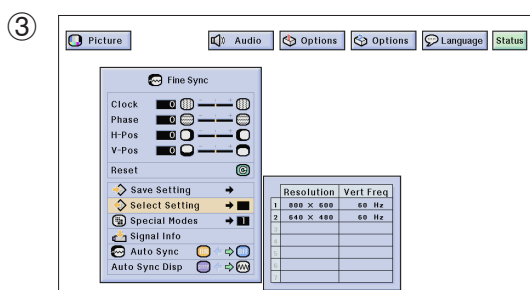 ③
Picture Audio Options Options Language Status
Fine Sync
Clock 0
Phase 0
H-Pos 0
V-Pos 0
Reset
Save Setting
Select Setting
Special Modes 1
Signal Info
Auto Sync
Auto Sync Disp
Resolution Vert Freq
1 800 × 600 60 Hz
2 640 × 480 60 Hz
3
4
5
6
7